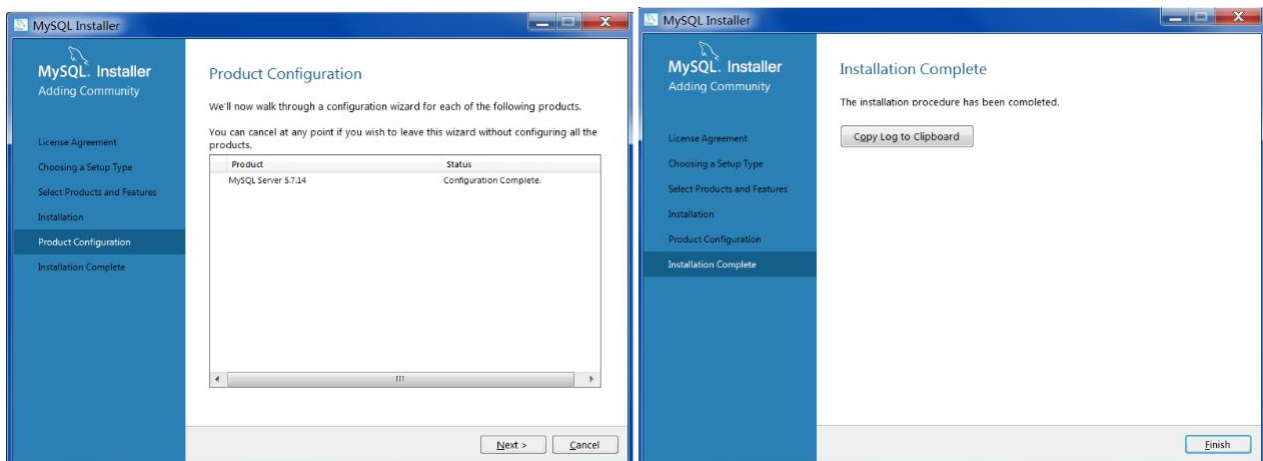 MySQL Installer
MySQL. Installer
Adding Community
License Agreement
Choosing a Setup Type
Select Products and Features
Installation
Product Configuration
Installation Complete
Product Configuration
We'll now walk through a configuration wizard for each of the following products.
You can cancel at any point if you wish to leave this wizard without configuring all the
products.
Product Status
MySQL Server 5.7.14 Configuration Complete.
Next > Cancel
MySQL Installer
MySQL. Installer
Adding Community
License Agreement
Choosing a Setup Type
Select Products and Features
Installation
Product Configuration
Installation Complete
Installation Complete
The installation procedure has been completed.
Copy Log to Clipboard
Finish